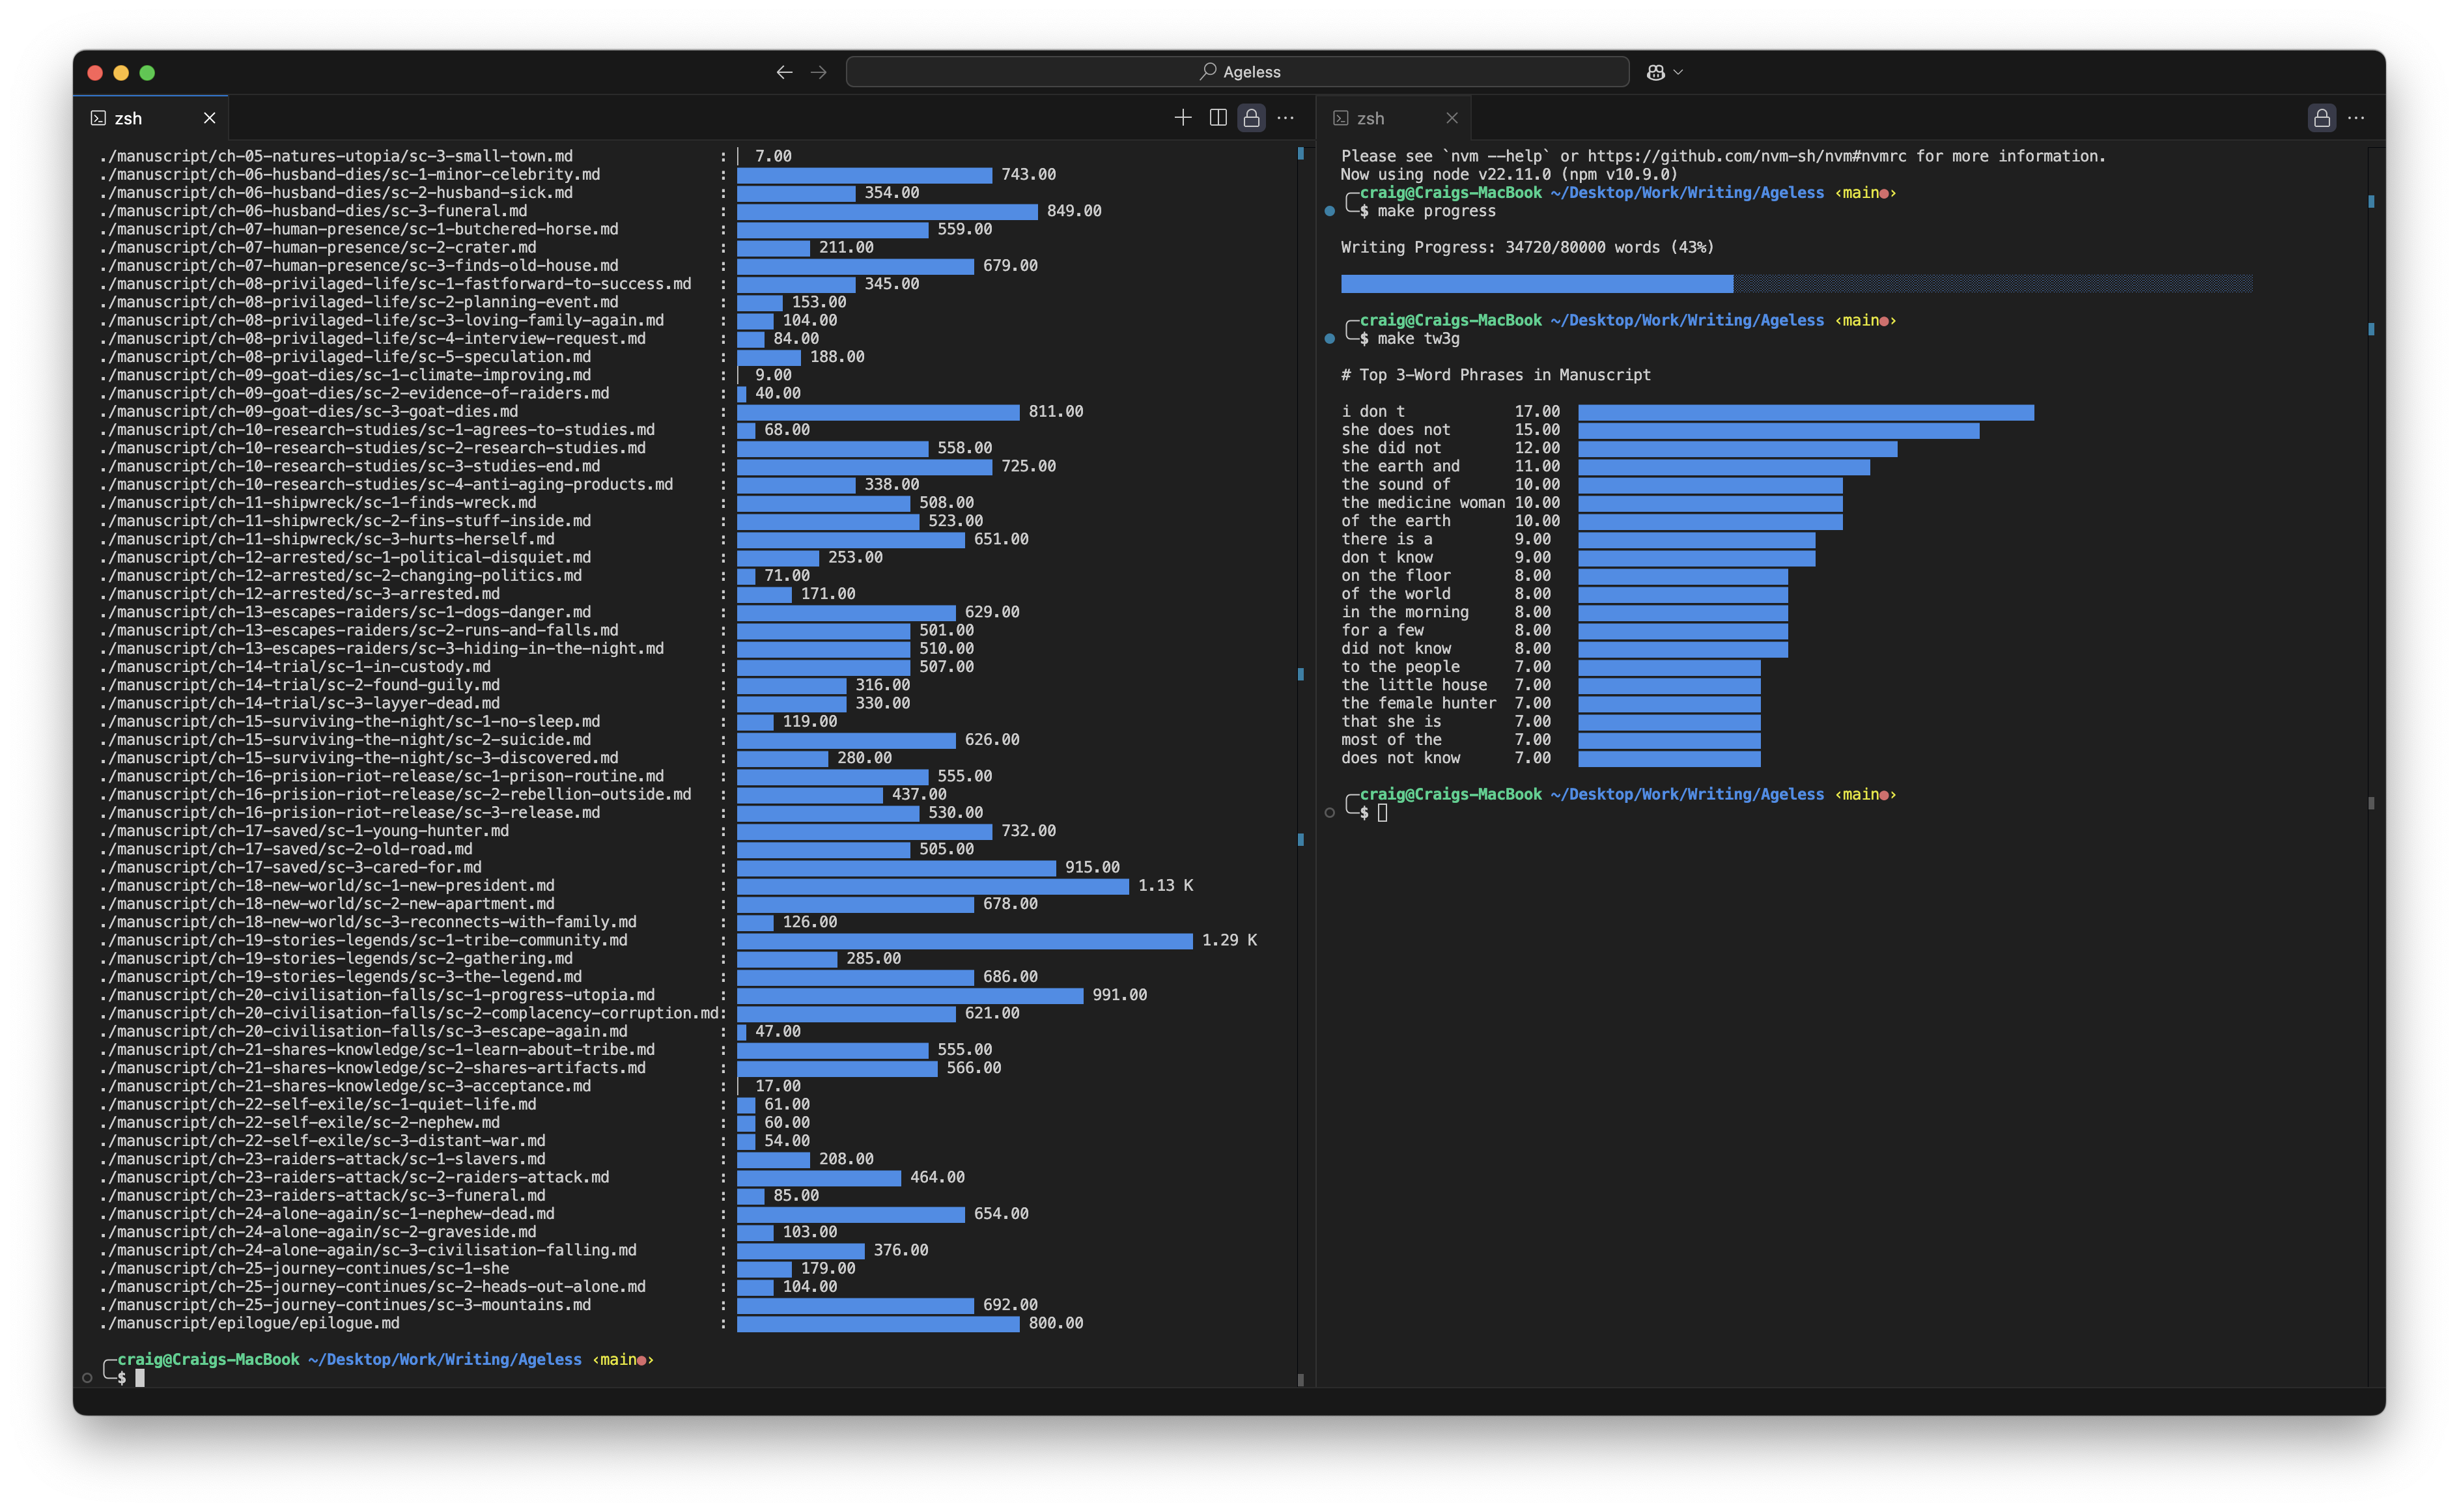 Ageless
zsh
./manuscript/ch-05-natures-utopia/sc-3-small-town.md : 7.00
./manuscript/ch-06-husband-dies/sc-1-minor-celebrity.md : 743.00
./manuscript/ch-06-husband-dies/sc-2-husband-sick.md : 354.00
./manuscript/ch-06-husband-dies/sc-3-funeral.md : 849.00
./manuscript/ch-07-human-presence/sc-1-butchered-horse.md : 559.00
./manuscript/ch-07-human-presence/sc-2-crater.md : 211.00
./manuscript/ch-07-human-presence/sc-3-finds-old-house.md : 679.00
./manuscript/ch-08-privilaged-life/sc-1-fastforward-to-success.md : 345.00
./manuscript/ch-08-privilaged-life/sc-2-planning-event.md : 153.00
./manuscript/ch-08-privilaged-life/sc-3-loving-family-again.md : 104.00
./manuscript/ch-08-privilaged-life/sc-4-interview-request.md : 84.00
./manuscript/ch-08-privilaged-life/sc-5-speculation.md : 188.00
./manuscript/ch-09-goat-dies/sc-1-climate-improving.md : 9.00
./manuscript/ch-09-goat-dies/sc-2-evidence-of-raiders.md : 40.00
./manuscript/ch-09-goat-dies/sc-3-goat-dies.md : 811.00
./manuscript/ch-10-research-studies/sc-1-agrees-to-studies.md : 68.00
./manuscript/ch-10-research-studies/sc-2-research-studies.md : 558.00
./manuscript/ch-10-research-studies/sc-3-studies-end.md : 725.00
./manuscript/ch-10-research-studies/sc-4-anti-aging-products.md : 338.00
./manuscript/ch-11-shipwreck/sc-1-finds-wreck.md : 508.00
./manuscript/ch-11-shipwreck/sc-2-fins-stuff-inside.md : 523.00
./manuscript/ch-11-shipwreck/sc-3-hurts-herself.md : 651.00
./manuscript/ch-12-arrested/sc-1-political-disquiet.md : 253.00
./manuscript/ch-12-arrested/sc-2-changing-politics.md : 71.00
./manuscript/ch-12-arrested/sc-3-arrested.md : 171.00
./manuscript/ch-13-escapes-raiders/sc-1-dogs-danger.md : 629.00
./manuscript/ch-13-escapes-raiders/sc-2-runs-and-falls.md : 501.00
./manuscript/ch-13-escapes-raiders/sc-3-hiding-in-the-night.md : 510.00
./manuscript/ch-14-trial/sc-1-in-custody.md : 507.00
./manuscript/ch-14-trial/sc-2-found-guily.md : 316.00
./manuscript/ch-14-trial/sc-3-layyer-dead.md : 330.00
./manuscript/ch-15-surviving-the-night/sc-1-no-sleep.md : 119.00
./manuscript/ch-15-surviving-the-night/sc-2-suicide.md : 626.00
./manuscript/ch-15-surviving-the-night/sc-3-discovered.md : 280.00
./manuscript/ch-16-prision-riot-release/sc-1-prison-routine.md : 555.00
./manuscript/ch-16-prision-riot-release/sc-2-rebellion-outside.md : 437.00
./manuscript/ch-16-prision-riot-release/sc-3-release.md : 530.00
./manuscript/ch-17-saved/sc-1-young-hunter.md : 732.00
./manuscript/ch-17-saved/sc-2-old-road.md : 505.00
./manuscript/ch-17-saved/sc-3-cared-for.md : 915.00
./manuscript/ch-18-new-world/sc-1-new-president.md : 1.13 K
./manuscript/ch-18-new-world/sc-2-new-apartment.md : 678.00
./manuscript/ch-18-new-world/sc-3-reconnects-with-family.md : 126.00
./manuscript/ch-19-stories-legends/sc-1-tribe-community.md : 1.29 K
./manuscript/ch-19-stories-legends/sc-2-gathering.md : 285.00
./manuscript/ch-19-stories-legends/sc-3-the-legend.md : 686.00
./manuscript/ch-20-civilisation-falls/sc-1-progress-utopia.md : 991.00
./manuscript/ch-20-civilisation-falls/sc-2-complacency-corruption.md: 621.00
./manuscript/ch-20-civilisation-falls/sc-3-escape-again.md : 47.00
./manuscript/ch-21-shares-knowledge/sc-1-learn-about-tribe.md : 555.00
./manuscript/ch-21-shares-knowledge/sc-2-shares-artifacts.md : 566.00
./manuscript/ch-21-shares-knowledge/sc-3-acceptance.md : 17.00
./manuscript/ch-22-self-exile/sc-1-quiet-life.md : 61.00
./manuscript/ch-22-self-exile/sc-2-nephew.md : 60.00
./manuscript/ch-22-self-exile/sc-3-distant-war.md : 54.00
./manuscript/ch-23-raiders-attack/sc-1-slavers.md : 208.00
./manuscript/ch-23-raiders-attack/sc-2-raiders-attack.md : 464.00
./manuscript/ch-23-raiders-attack/sc-3-funeral.md : 85.00
./manuscript/ch-24-alone-again/sc-1-nephew-dead.md : 654.00
./manuscript/ch-24-alone-again/sc-2-graveside.md : 103.00
./manuscript/ch-24-alone-again/sc-3-civilisation-falling.md : 376.00
./manuscript/ch-25-journey-continues/sc-1-she : 179.00
./manuscript/ch-25-journey-continues/sc-2-heads-out-alone.md : 104.00
./manuscript/ch-25-journey-continues/sc-3-mountains.md : 692.00
./manuscript/epilogue/epilogue.md : 800.00
craig@Craigs-MacBook ~/Desktop/Work/Writing/Ageless ‹main●›
$
zsh
Please see `nvm --help` or https://github.com/nvm-sh/nvm#nvmrc for more information.
Now using node v22.11.0 (npm v10.9.0)
craig@Craigs-MacBook ~/Desktop/Work/Writing/Ageless ‹main●›
$ make progress
Writing Progress: 34720/80000 words (43%)
craig@Craigs-MacBook ~/Desktop/Work/Writing/Ageless ‹main●›
$ make tw3g
# Top 3-Word Phrases in Manuscript
i don t 17.00
she does not 15.00
she did not 12.00
the earth and 11.00
the sound of 10.00
the medicine woman 10.00
of the earth 10.00
there is a 9.00
don t know 9.00
on the floor 8.00
of the world 8.00
in the morning 8.00
for a few 8.00
did not know 8.00
to the people 7.00
the little house 7.00
the female hunter 7.00
that she is 7.00
most of the 7.00
does not know 7.00
craig@Craigs-MacBook ~/Desktop/Work/Writing/Ageless ‹main●›
$